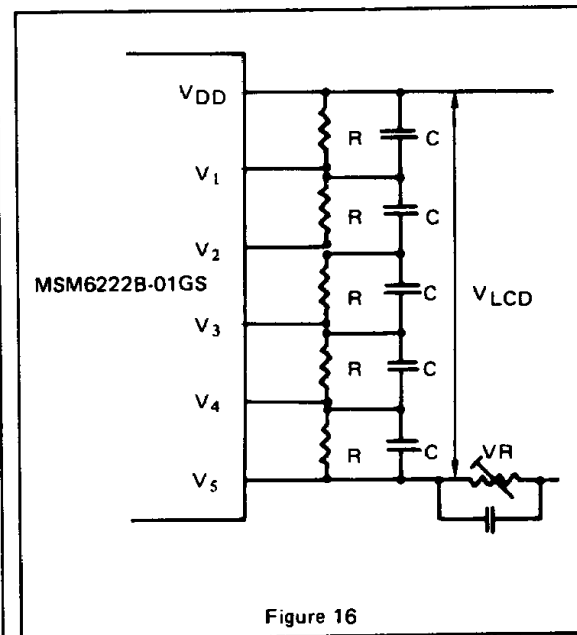 VDD
R C
V1
R C
V2
MSM6222B-01GS
R C
VLCD
V3
R C
V4
R C
VR
V5
Figure 16